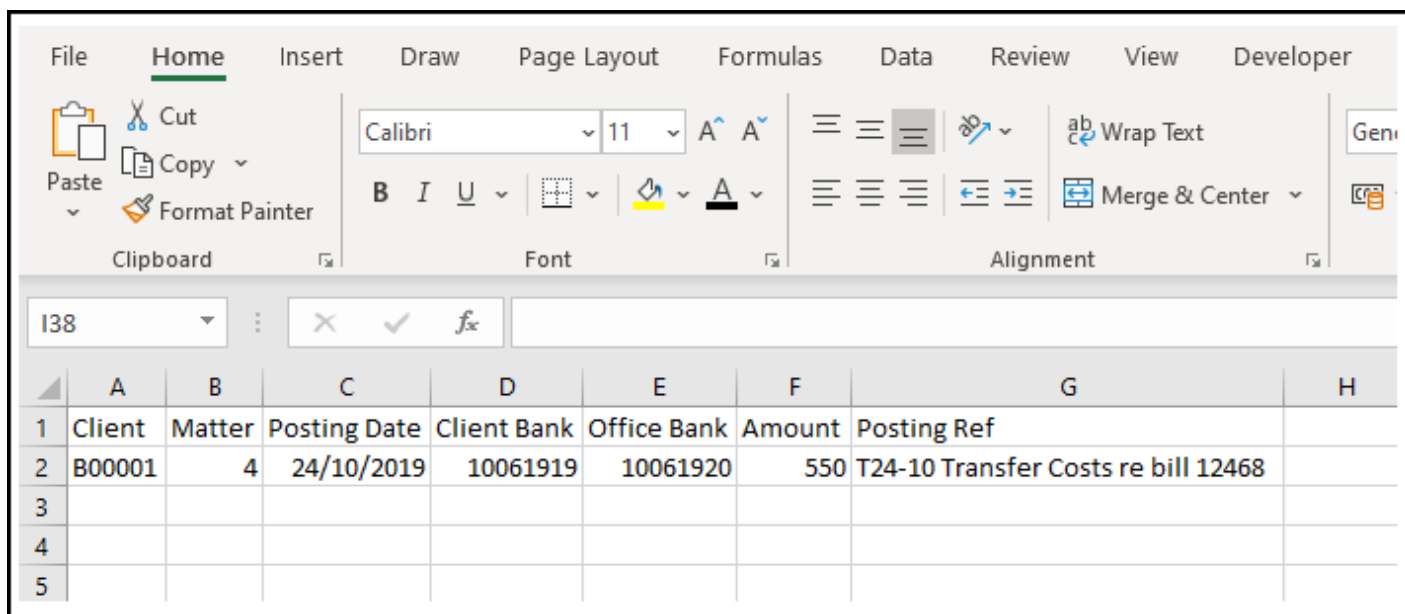 File Home Insert Draw Page Layout Formulas Data Review View Developer
Cut
Calibri 11 A A ab Wrap Text
Copy
Paste
B I U A Merge & Center
Format Painter
Clipboard Font Alignment
I38 fx
A B C D E F G H
1 Client Matter Posting Date Client Bank Office Bank Amount Posting Ref
2 B00001 4 24/10/2019 10061919 10061920 550 T24-10 Transfer Costs re bill 12468
3
4
5